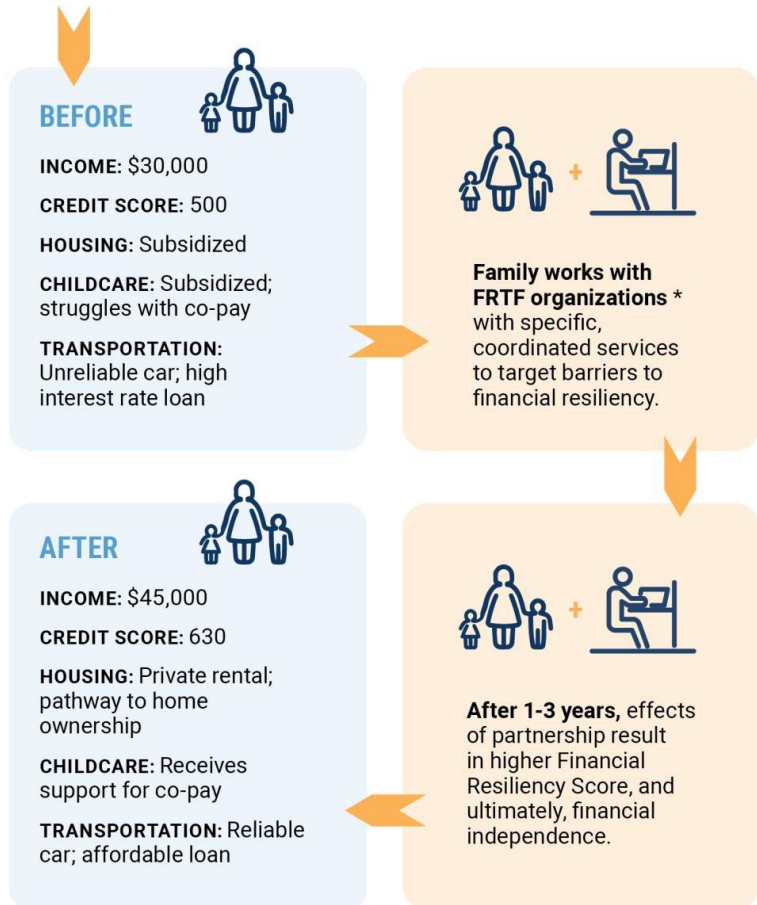 BEFORE
INCOME: $30,000
CREDIT SCORE: 500
HOUSING: Subsidized
CHILDCARE: Subsidized;
struggles with co-pay
TRANSPORTATION:
Unreliable car; high
interest rate loan
+
Family works with
FRTF organizations *
with specific,
coordinated services
to target barriers to
financial resiliency.
+
After 1-3 years, effects
of partnership result
in higher Financial
Resiliency Score, and
ultimately, financial
independence.
AFTER
INCOME: $45,000
CREDIT SCORE: 630
HOUSING: Private rental;
pathway to home
ownership
CHILDCARE: Receives
support for co-pay
TRANSPORTATION: Reliable
car; affordable loan